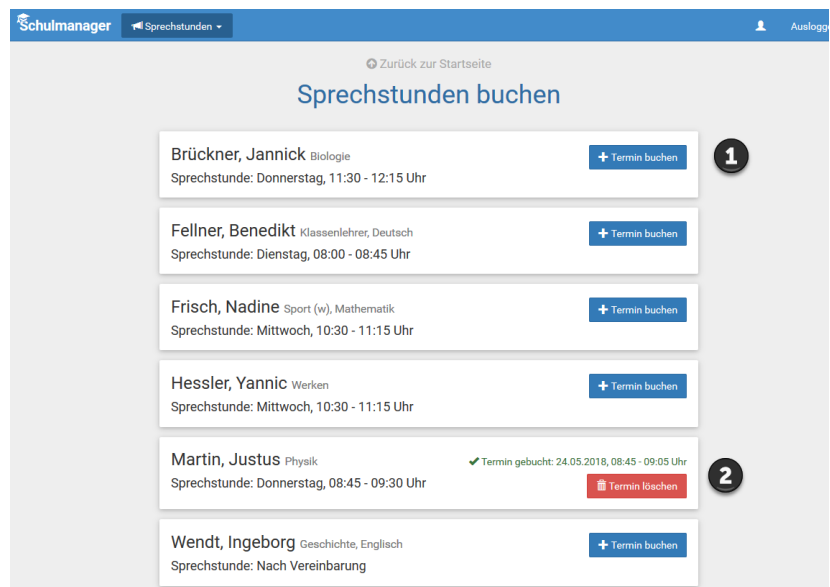 Schulmanager Sprechstunden Auslogge
Zurück zur Startseite
Sprechstunden buchen
Brückner, Jannick Biologie
Termin buchen
1
Sprechstunde: Donnerstag, 11:30 - 12:15 Uhr
Fellner, Benedikt Klassenlehrer, Deutsch
Termin buchen
Sprechstunde: Dienstag, 08:00 - 08:45 Uhr
Frisch, Nadine Sport (w), Mathematik
Termin buchen
Sprechstunde: Mittwoch, 10:30 - 11:15 Uhr
Hessler, Yannic Werken
Termin buchen
Sprechstunde: Mittwoch, 10:30 - 11:15 Uhr
Martin, Justus Physik
Termin gebucht: 24.05.2018, 08:45 - 09:05 Uhr
2
Sprechstunde: Donnerstag, 08:45 - 09:30 Uhr
Termin löschen
Wendt, Ingeborg Geschichte, Englisch
Termin buchen
Sprechstunde: Nach Vereinbarung